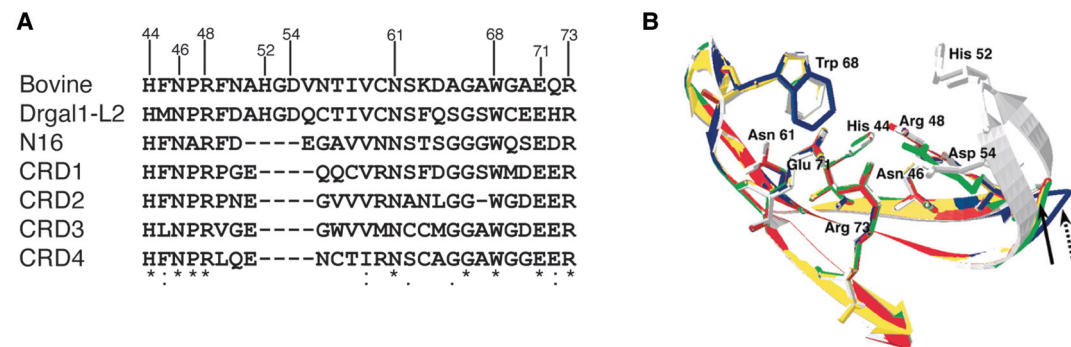 A
44 46 48 52 54 61 68 71 73
Bovine HFNPRFNAHGDVNTIVCNSKDAGAWGAEQR
Drgal1-L2 HMNPRFDAHGDQCTIVCNSFQSGSWCEEHR
N16 HFNARFD----EGAVVNNSTSGGGWQSEDR
CRD1 HFNPRPGE----QQCVRNSFDGGSWMDEER
CRD2 HFNPRPNE----GVVVRNANLGG-WGDEER
CRD3 HLNPRVGE----GWVVMNCCMGGAWGDEER
CRD4 HFNPRLQE----NCTIRNSCAGGAWGGEER
*:*** : * * * **
B
His 52
Trp 68
Asn 61
His 44
Arg 48
Glu 71
Asp 54
Asn 46
Arg 73